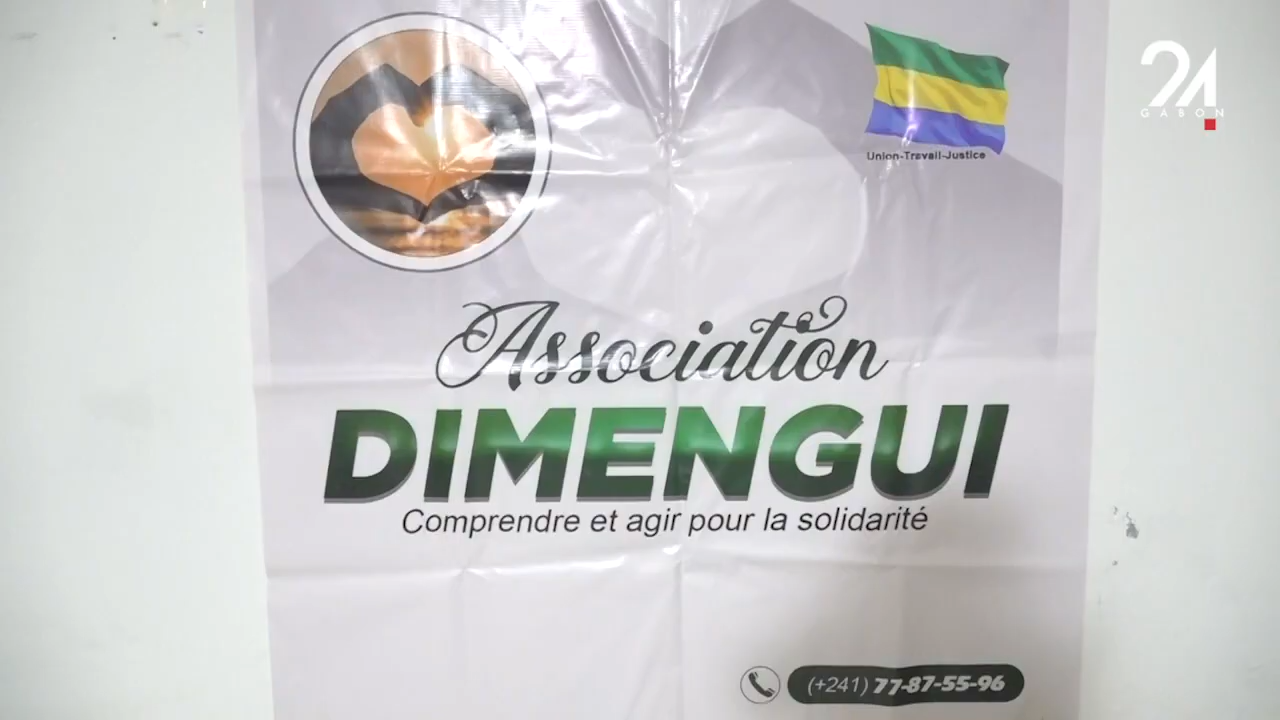 24
GABON
Union-Travail-Justice
Association
DIMENGUI
Comprendre et agir pour la solidarité
(+241) 77-87-55-96